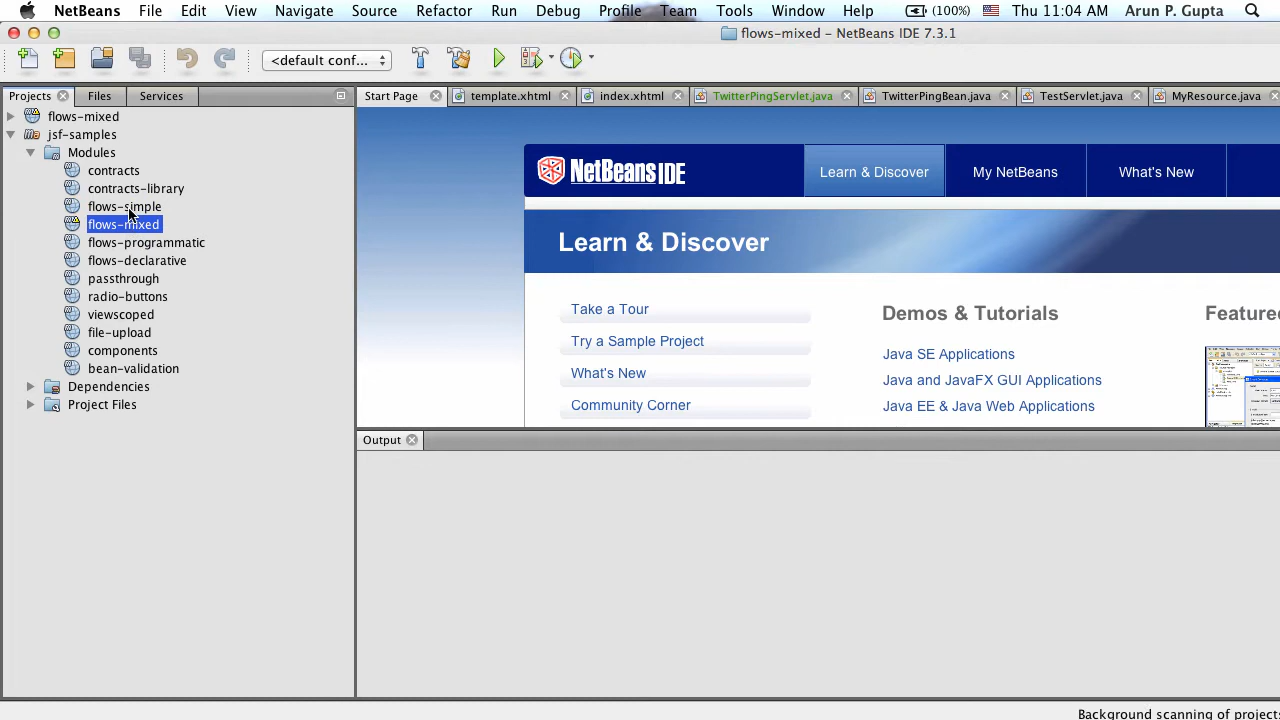 NetBeans File Edit View Navigate Source Refactor Run Debug Profile Team Tools Window Help (100%) Thu 11:04 AM Arun P. Gupta
flows-mixed – NetBeans IDE 7.3.1
<default conf...
Projects Files Services Start Page template.xhtml index.xhtml TwitterPingServlet.java TwitterPingBean.java TestServlet.java MyResource.java
flows-mixed
jsf-samples
Modules
contracts
contracts-library
flows-simple
flows-mixed
flows-programmatic
flows-declarative
passthrough
radio-buttons
viewscoped
file-upload
components
bean-validation
Dependencies
Project Files
NetBeans IDE Learn & Discover My NetBeans What's New
Learn & Discover
Take a Tour
Try a Sample Project
What's New
Community Corner
Demos & Tutorials
Java SE Applications
Java and JavaFX GUI Applications
Java EE & Java Web Applications
Feature
Output
Background scanning of projects